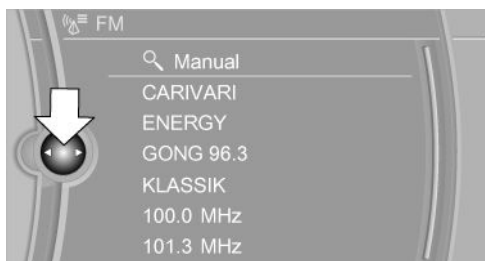 FM
Manual
CARIVARI
ENERGY
GONG 96.3
KLASSIK
100.0 MHz
101.3 MHz